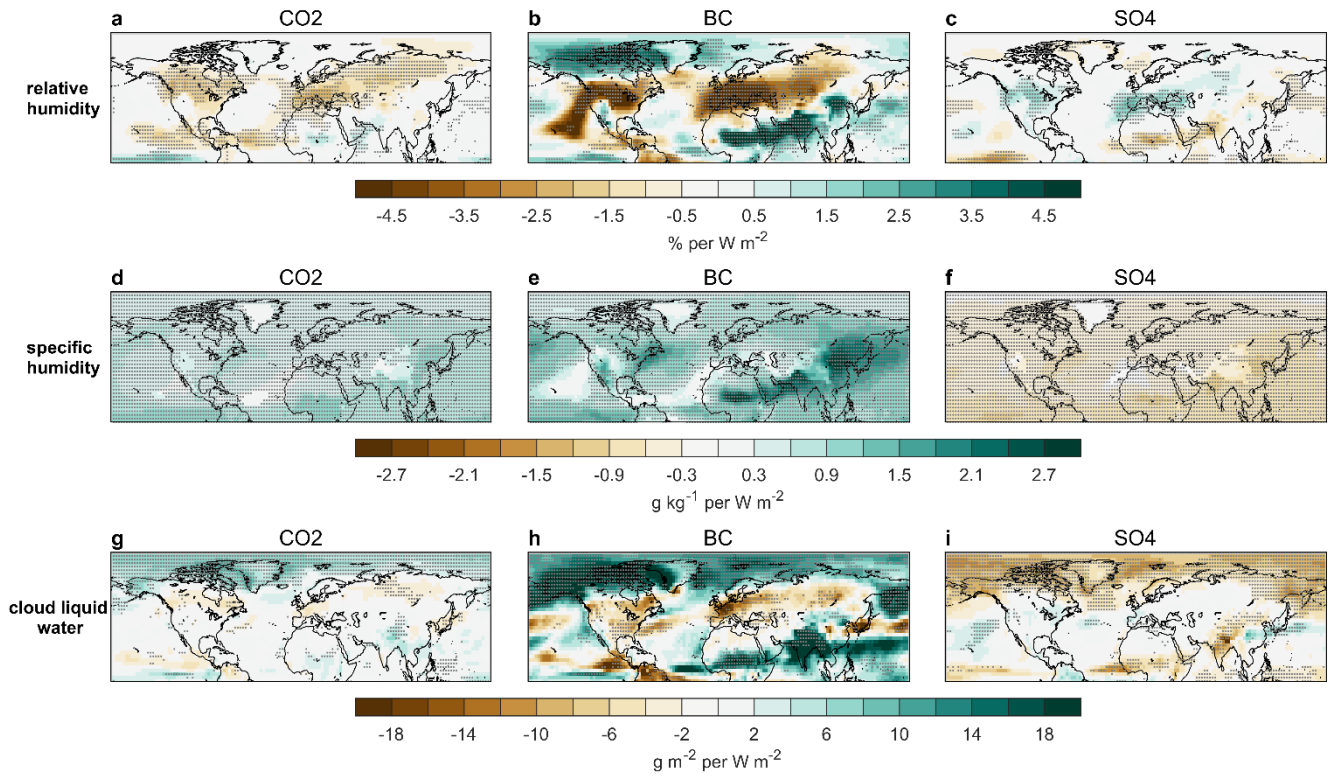 a CO2 b BC c SO4
relative
humidity
-4.5 -3.5 -2.5 -1.5 -0.5 0.5 1.5 2.5 3.5 4.5
% per W m⁻²
d CO2 e BC f SO4
specific
humidity
-2.7 -2.1 -1.5 -0.9 -0.3 0.3 0.9 1.5 2.1 2.7
g kg⁻¹ per W m⁻²
g CO2 h BC i SO4
cloud liquid
water
-18 -14 -10 -6 -2 2 6 10 14 18
g m⁻² per W m⁻²